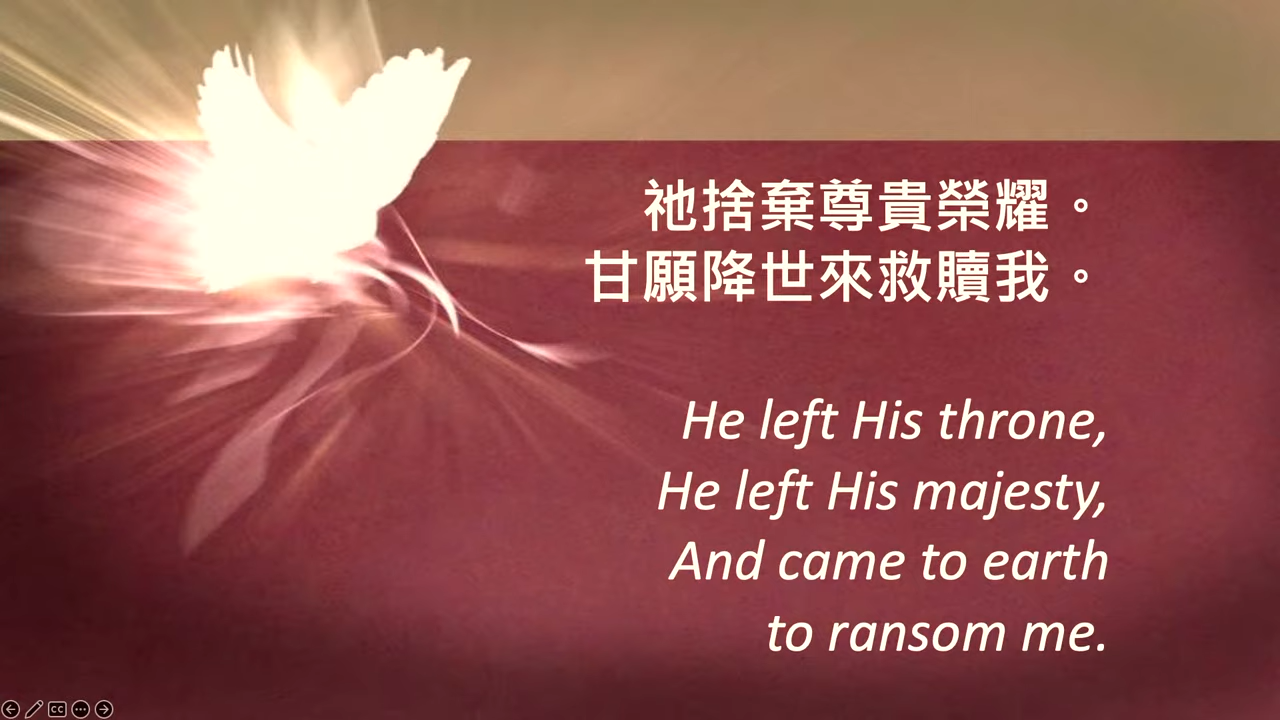 祂捨棄尊貴榮耀。
甘願降世來救贖我。
He left His throne,
He left His majesty,
And came to earth
to ransom me.
CC